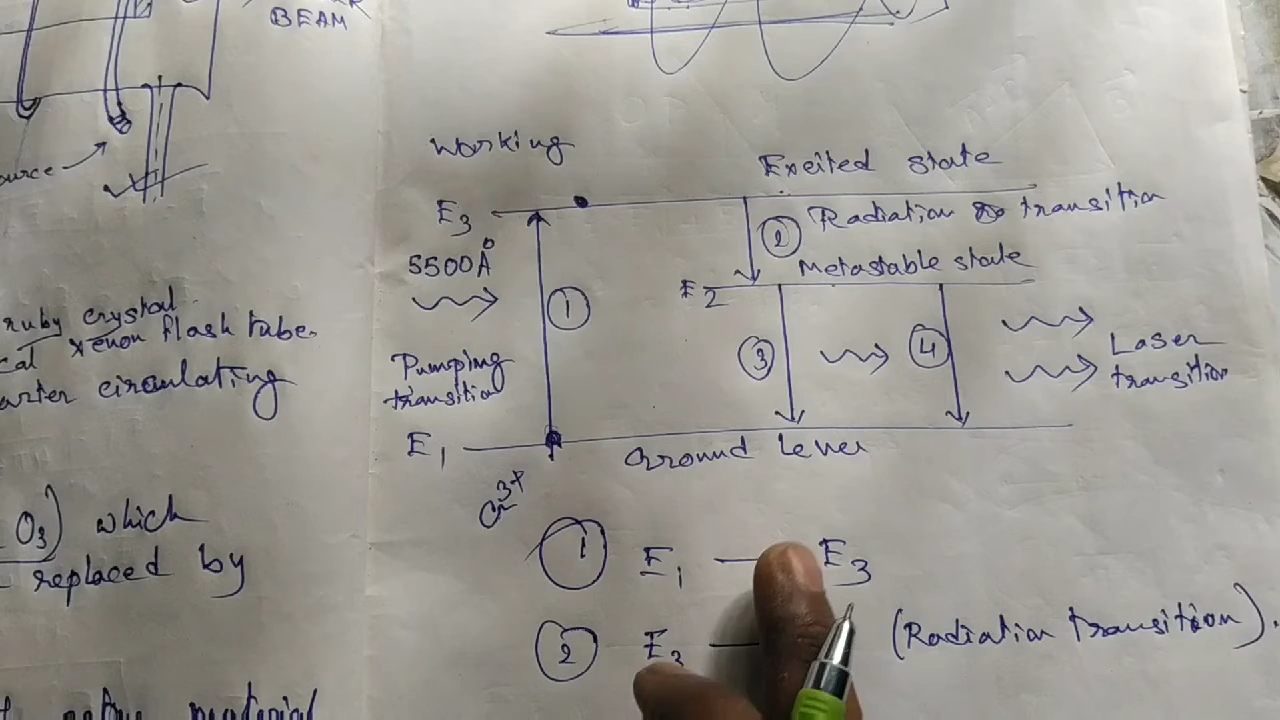 BEAM
Working
Excited state
E3
② Radiation transition
5500Å
Metastable state
E2
①
③
④
Laser
transition
Pumping
transition
E1
Ground Lever
Cr3+
ruby crystal
xenon flash tube.
circulating
O3) which
replaced by
① E1 — E3
② E3 — (Radiation transition).
material